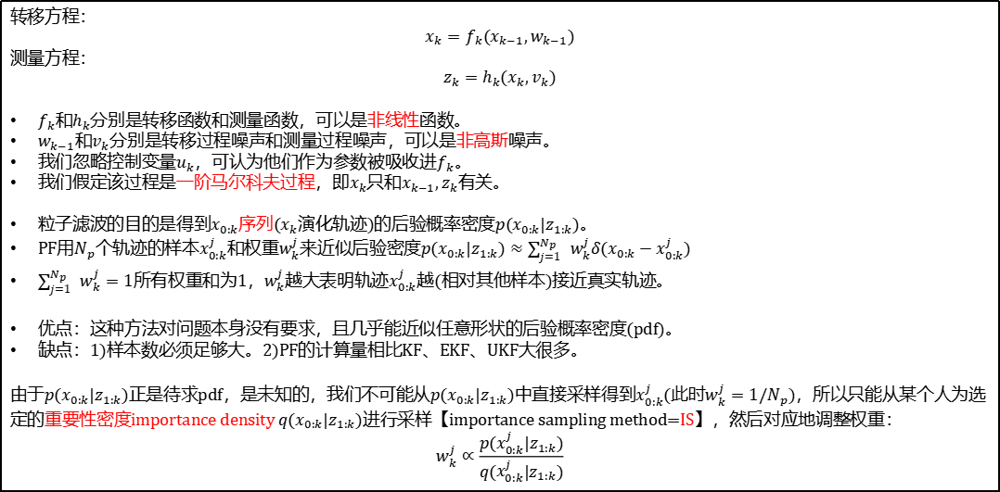 转移方程：
$x_k = f_k(x_{k-1}, w_{k-1})$
测量方程：
$z_k = h_k(x_k, v_k)$
• $f_k$和$h_k$分别是转移函数和测量函数，可以是非线性函数。
• $w_{k-1}$和$v_k$分别是转移过程噪声和测量过程噪声，可以是非高斯噪声。
• 我们忽略控制变量$u_k$，可认为他们作为参数被吸收进$f_k$。
• 我们假定该过程是一阶马尔科夫过程，即$x_k$只和$x_{k-1}, z_k$有关。
• 粒子滤波的目的是得到$x_{0:k}$序列($x_k$演化轨迹)的后验概率密度$p(x_{0:k}|z_{1:k})$。
• PF用$N_p$个轨迹的样本$x_{0:k}^j$和权重$w_k^j$来近似后验密度$p(x_{0:k}|z_{1:k}) \approx \sum_{j=1}^{N_p} w_k^j \delta(x_{0:k} - x_{0:k}^j)$
• $\sum_{j=1}^{N_p} w_k^j = 1$所有权重和为1，$w_k^j$越大表明轨迹$x_{0:k}^j$越(相对其他样本)接近真实轨迹。
• 优点：这种方法对问题本身没有要求，且几乎能近似任意形状的后验概率密度(pdf)。
• 缺点：1)样本数必须足够大。2)PF的计算量相比KF、EKF、UKF大很多。
由于$p(x_{0:k}|z_{1:k})$正是待求pdf，是未知的，我们不可能从$p(x_{0:k}|z_{1:k})$中直接采样得到$x_{0:k}^j$(此时$w_k^j = 1/N_p$)，所以只能从某个人为选
定的重要性密度importance density $q(x_{0:k}|z_{1:k})$进行采样【importance sampling method=IS】，然后对应地调整权重：
$w_k^j \propto \frac{p(x_{0:k}^j|z_{1:k})}{q(x_{0:k}^j|z_{1:k})}$